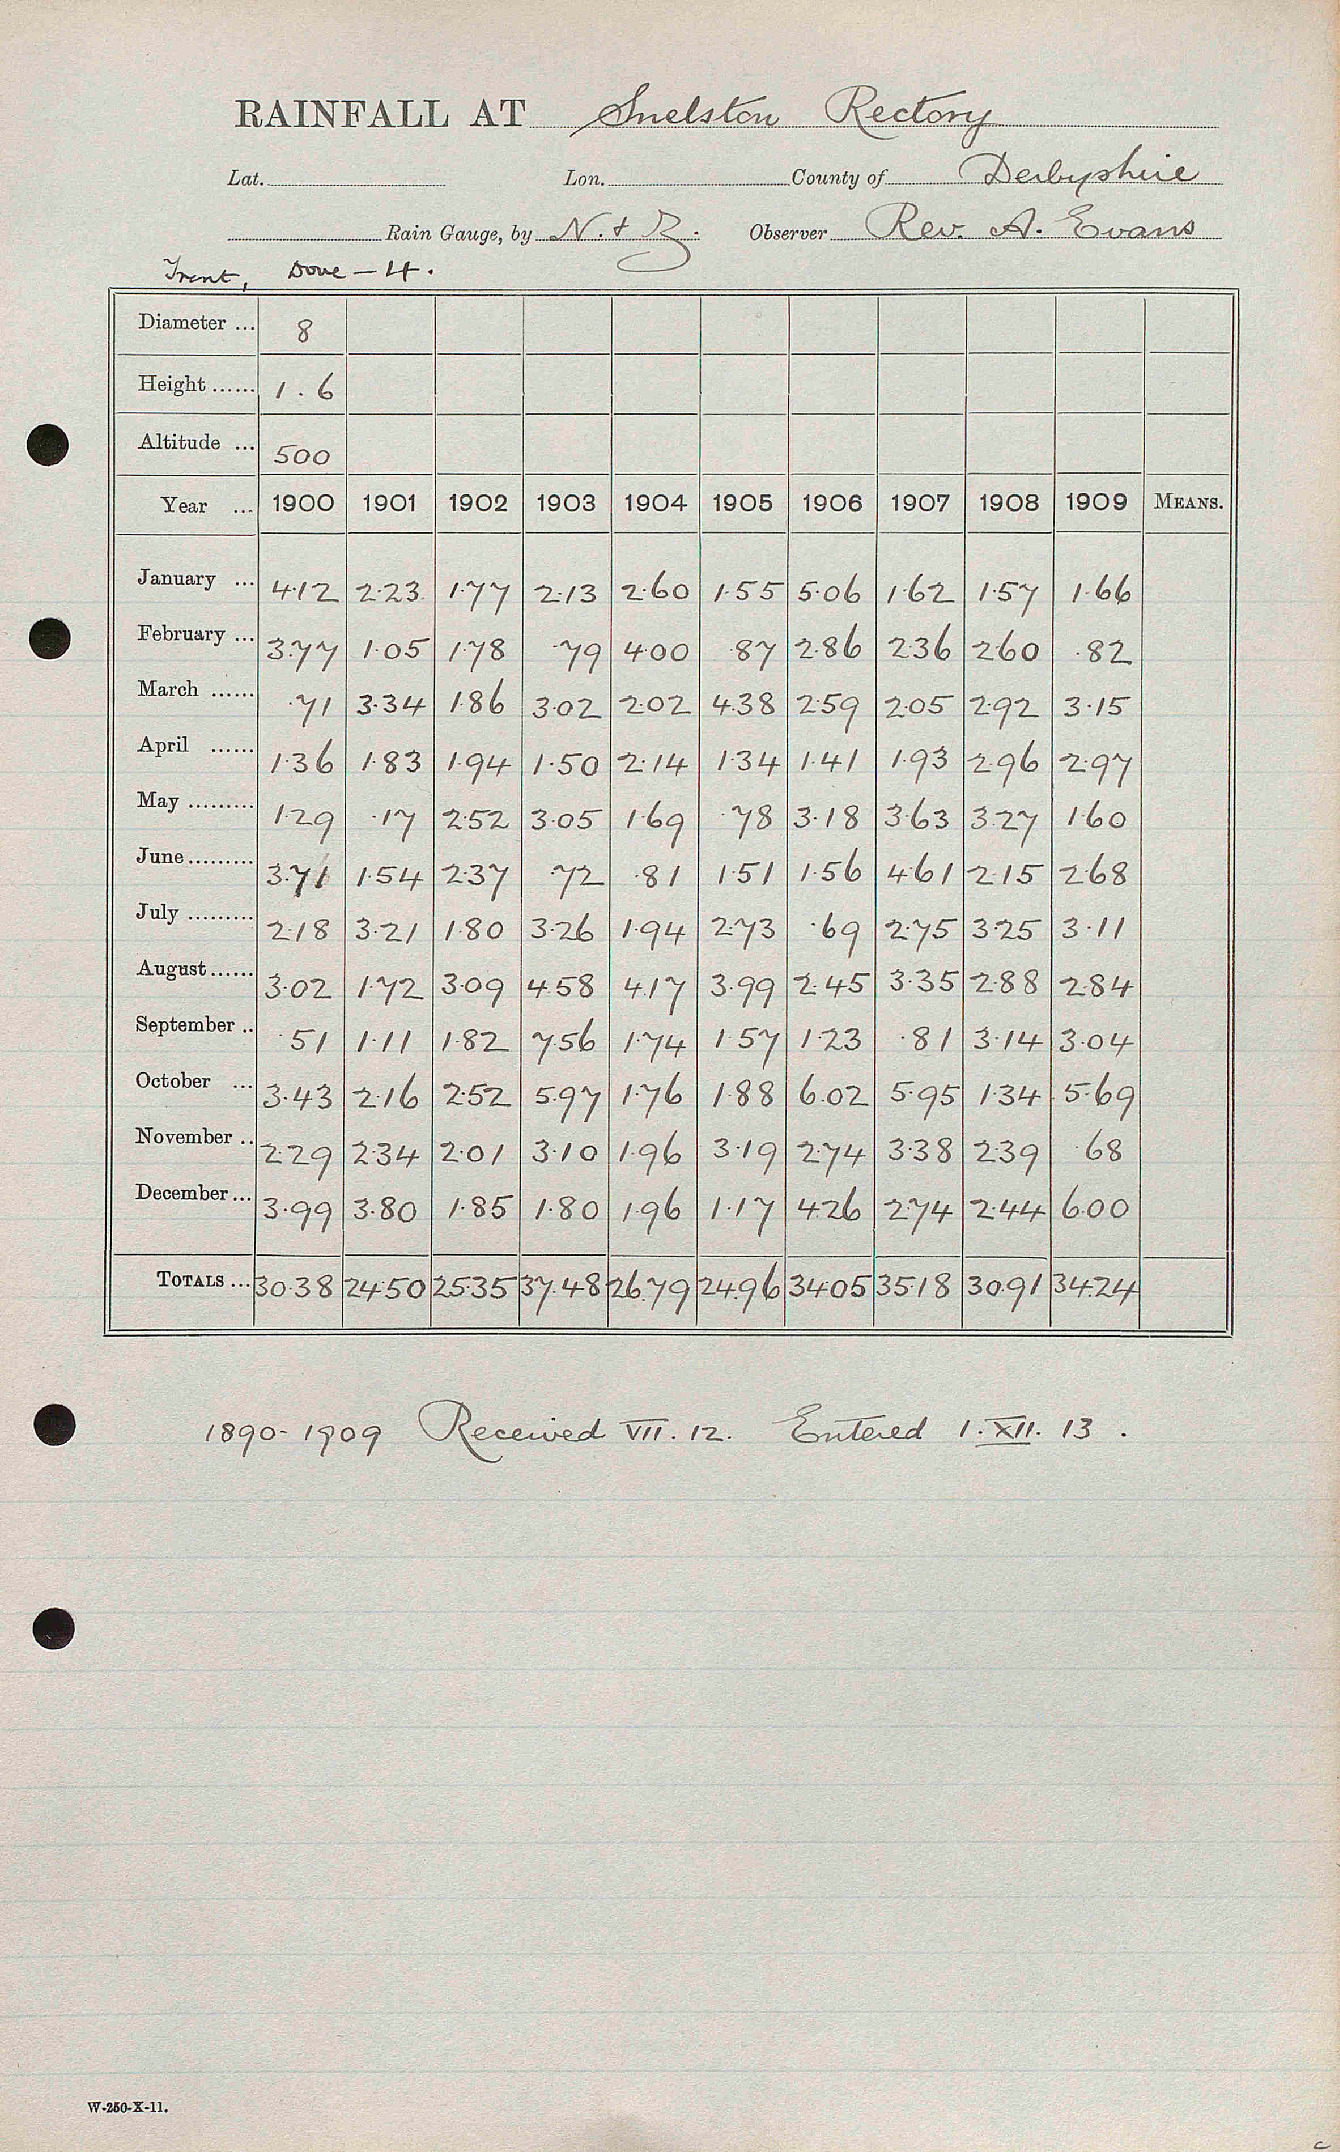 RAINFALL AT Snelston Rectory
Lat. Lon. County of Derbyshire
Rain Gauge, by N. & Z. Observer Rev. A. Evans
Trent, Dove – 4.
Diameter ... 8
Height ...... 1.6
Altitude ... 500
Year ... 1900 1901 1902 1903 1904 1905 1906 1907 1908 1909 MEANS.
January ... 4.12 2.23 1.77 2.13 2.60 1.55 5.06 1.62 1.57 1.66
February ... 3.77 1.05 1.78 .79 4.00 .87 2.86 2.36 2.60 .82
March ...... .71 3.34 1.86 3.02 2.02 4.38 2.59 2.05 2.92 3.15
April ...... 1.36 1.83 1.94 1.50 2.14 1.34 1.41 1.93 2.96 2.97
May ......... 1.29 .17 2.52 3.05 1.69 .78 3.18 3.63 3.27 1.60
June ......... 3.71 1.54 2.37 .72 .81 1.51 1.56 4.61 2.15 2.68
July ......... 2.18 3.21 1.80 3.26 1.94 2.73 .69 2.75 3.25 3.11
August ...... 3.02 1.72 3.09 4.58 4.17 3.99 2.45 3.35 2.88 2.84
September .. .51 1.11 1.82 7.56 1.74 1.57 1.23 .81 3.14 3.04
October ... 3.43 2.16 2.52 5.97 1.76 1.88 6.02 5.95 1.34 5.69
November .. 2.29 2.34 2.01 3.10 1.96 3.19 2.74 3.38 2.39 .68
December ... 3.99 3.80 1.85 1.80 1.96 1.17 4.26 2.74 2.44 6.00
TOTALS ... 30.38 24.50 25.35 37.48 26.79 24.96 34.05 35.18 30.91 34.24
1890-1909 Received VII. 12. Entered 1. XII. 13.
W-250-X-11.
c